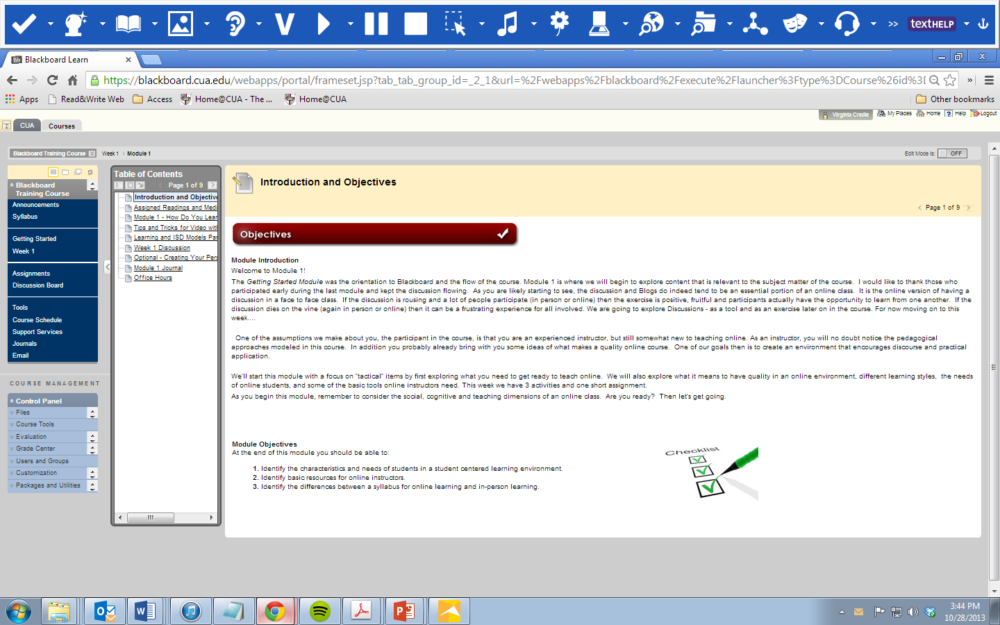 V
>>
textHELP
Blackboard Learn
https://blackboard.cua.edu/webapps/portal/frameset.jsp?tab_tab_group_id=_2_1&url=%2Fwebapps%2Fblackboard%2Fexecute%2Flauncher%3Ftype%3DCourse%26id%3D
Apps Read&Write Web Access Home@CUA - The ... Home@CUA Other bookmarks
Virginia Credle My Places Home Help Logout
CUA Courses
Blackboard Training Course Week 1 Module 1 Edit Mode is: OFF
Blackboard
Training Course
Announcements
Syllabus
Getting Started
Week 1
Assignments
Discussion Board
Tools
Course Schedule
Support Services
Journals
Email
COURSE MANAGEMENT
Control Panel
Files
Course Tools
Evaluation
Grade Center
Users and Groups
Customization
Packages and Utilities
Table of Contents
Page 1 of 9
Introduction and Objective
Assigned Readings and Medi
Module 1 - How Do You Lear
Tips and Tricks for Video with
Learning and ISD Models Par
Week 1 Discussion
Optional - Creating Your Pers
Module 1 Journal
Office Hours
Introduction and Objectives
Page 1 of 9
Objectives
Module Introduction
Welcome to Module 1!
The Getting Started Module was the orientation to Blackboard and the flow of the course. Module 1 is where we will begin to explore content that is relevant to the subject matter of the course. I would like to thank those who
participated early during the last module and kept the discussion flowing. As you are likely starting to see, the discussion and Blogs do indeed tend to be an essential portion of an online class. It is the online version of having a
discussion in a face to face class. If the discussion is rousing and a lot of people participate (in person or online) then the exercise is positive, fruitful and participants actually have the opportunity to learn from one another. If the
discussion dies on the vine (again in person or online) then it can be a frustrating experience for all involved. We are going to explore Discussions - as a tool and as an exercise later on in the course. For now moving on to this
week....
One of the assumptions we make about you, the participant in the course, is that you are an experienced instructor, but still somewhat new to teaching online. As an instructor, you will no doubt notice the pedagogical
approaches modeled in this course. In addition you probably already bring with you some ideas of what makes a quality online course. One of our goals then is to create an environment that encourages discourse and practical
application.
We'll start this module with a focus on "tactical" items by first exploring what you need to get ready to teach online. We will also explore what it means to have quality in an online environment, different learning styles, the needs
of online students, and some of the basic tools online instructors need. This week we have 3 activities and one short assignment.
As you begin this module, remember to consider the social, cognitive and teaching dimensions of an online class. Are you ready? Then let's get going.
Module Objectives
At the end of this module you should be able to:
1. Identify the characteristics and needs of students in a student centered learning environment.
2. Identify basic resources for online instructors.
3. Identify the differences between a syllabus for online learning and in-person learning.
Checklist
3:44 PM
10/28/2013